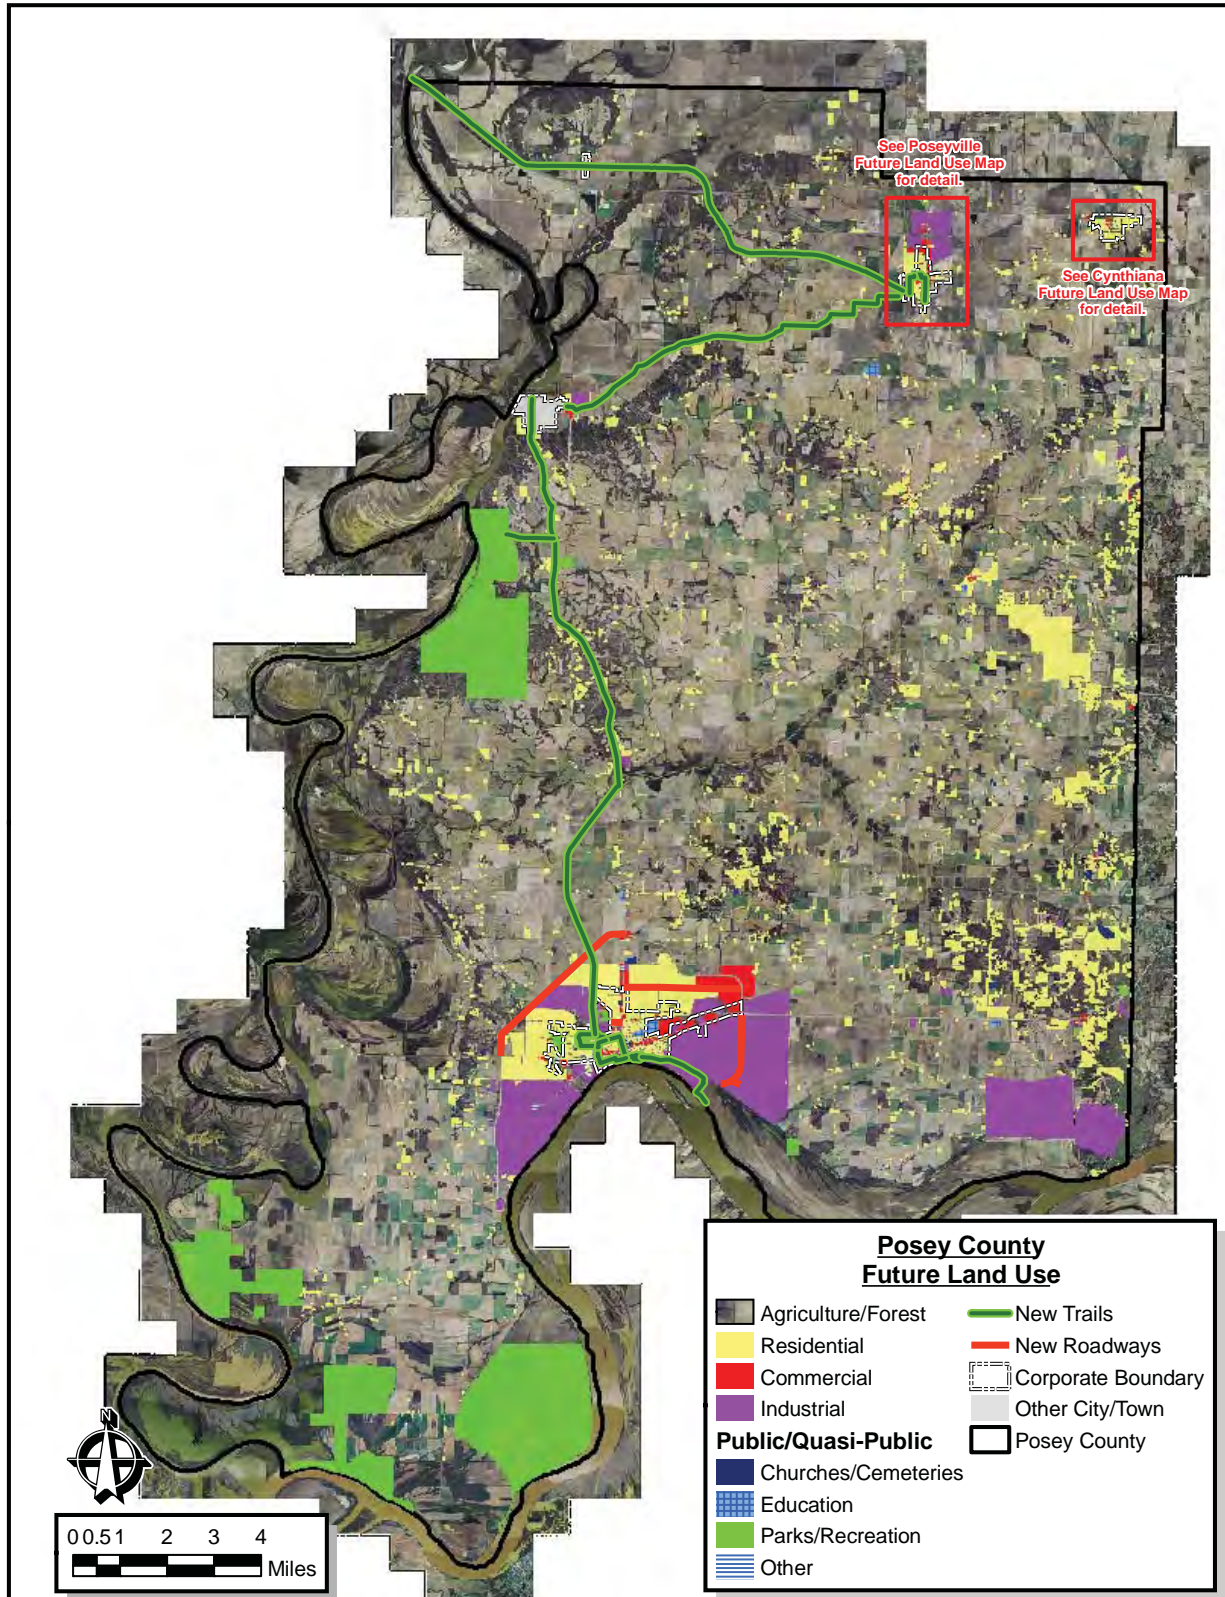 See Poseyville
Future Land Use Map
for detail.
See Cynthiana
Future Land Use Map
for detail.
Posey County
Future Land Use
Agriculture/Forest
Residential
Commercial
Industrial
Public/Quasi-Public
Churches/Cemeteries
Education
Parks/Recreation
Other
New Trails
New Roadways
Corporate Boundary
Other City/Town
Posey County
N
0 0.5 1 2 3 4
Miles